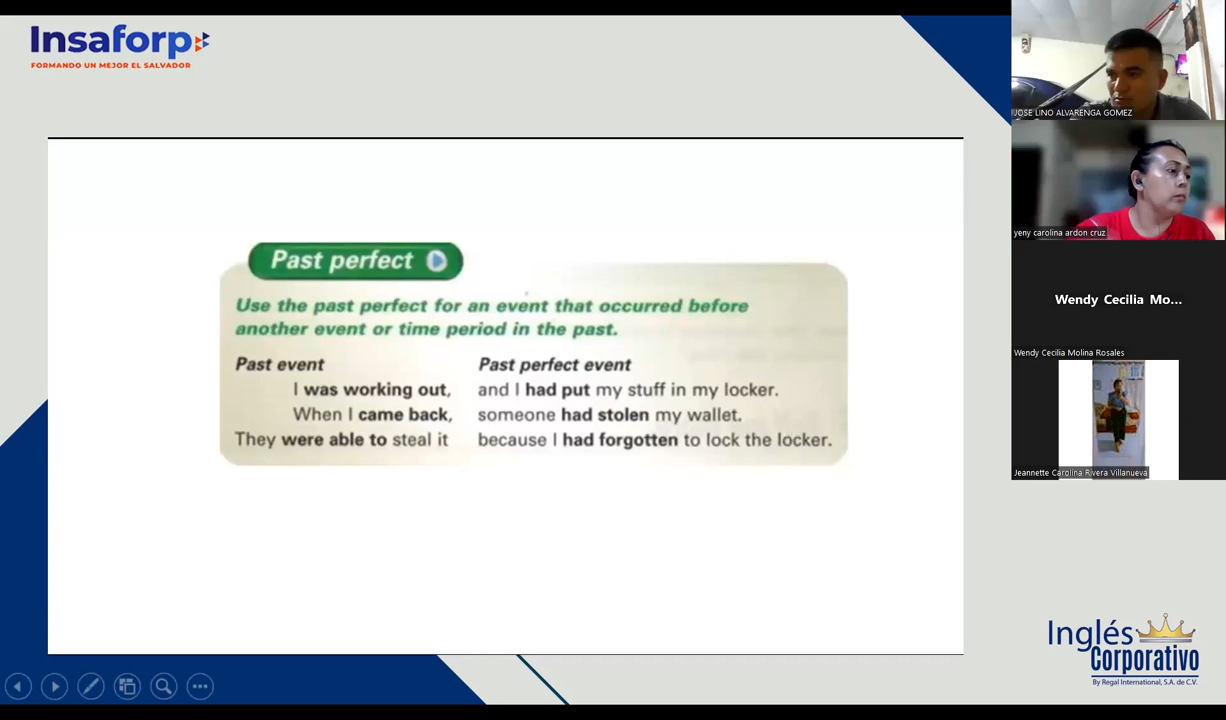 Insaforp
FORMANDO UN MEJOR EL SALVADOR
Past perfect
Use the past perfect for an event that occurred before
another event or time period in the past.
Past event Past perfect event
I was working out, and I had put my stuff in my locker.
When I came back, someone had stolen my wallet.
They were able to steal it because I had forgotten to lock the locker.
JOSE LINO ALVARENGA GOMEZ
yeny carolina ardon cruz
Wendy Cecilia Mo...
Wendy Cecilia Molina Rosales
Jeannette Carolina Rivera Villanueva
Inglés
Corporativo
By Regal International, S.A. de C.V.